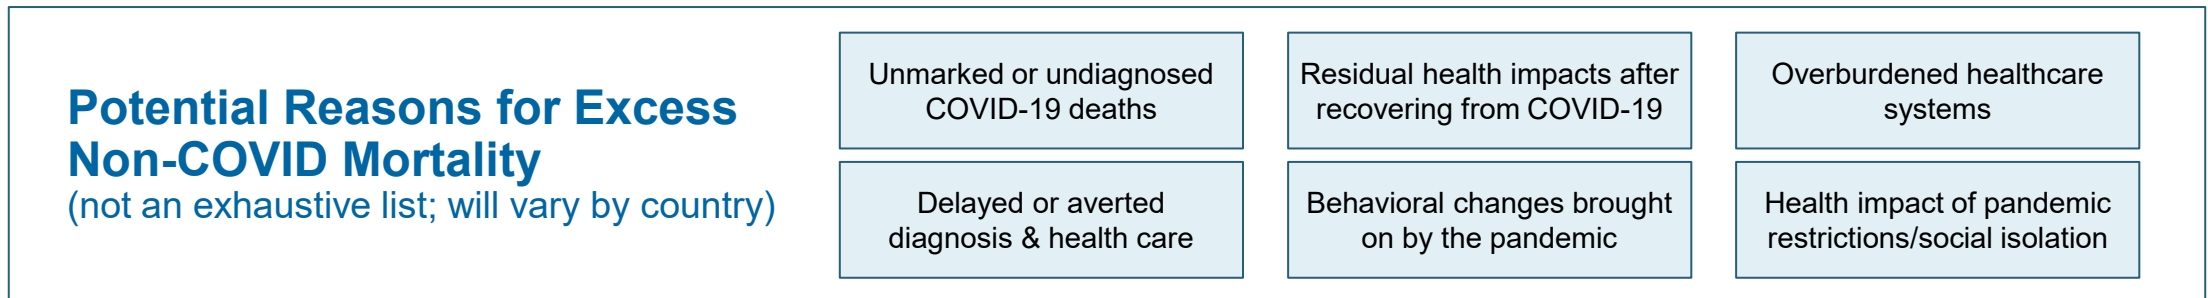 Potential Reasons for Excess
Non-COVID Mortality
(not an exhaustive list; will vary by country)
Unmarked or undiagnosed
COVID-19 deaths
Residual health impacts after
recovering from COVID-19
Overburdened healthcare
systems
Delayed or averted
diagnosis & health care
Behavioral changes brought
on by the pandemic
Health impact of pandemic
restrictions/social isolation